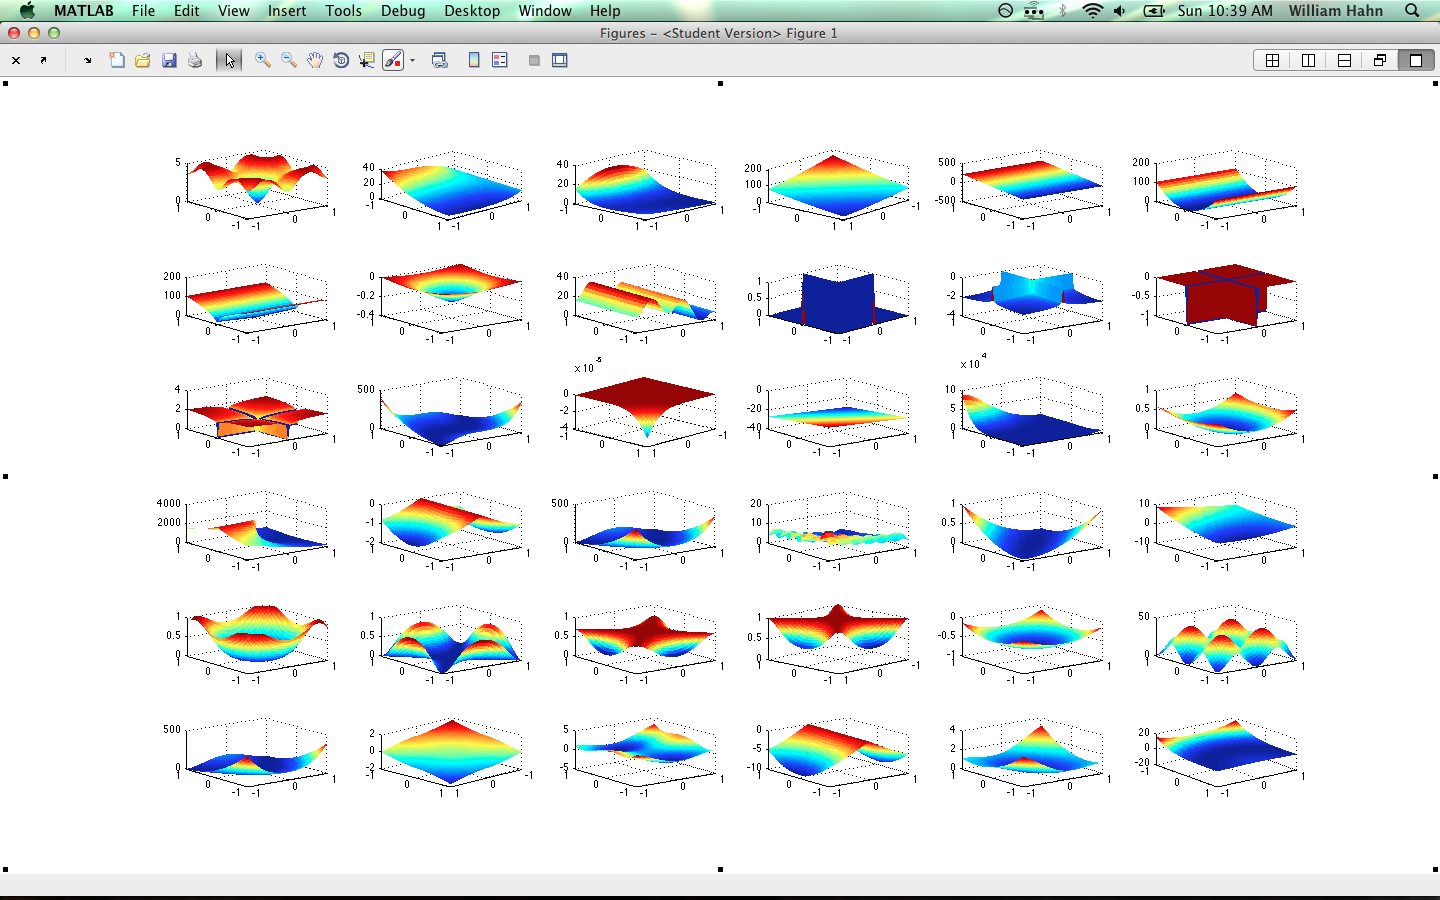 MATLAB File Edit View Insert Tools Debug Desktop Window Help Sun 10:39 AM William Hahn
Figures – <Student Version> Figure 1
5 40 40 200 500 200
20 20 100 0 100
0 0 0 0 -500 0
1 -1 1 -1 1 -1 1 1
0 0 0 0 0 0 0 0 0 0 0 0
-1 -1 1 -1 1 -1 1 1 -1 -1 -1 -1
200 0 40 1 0 0
100 -0.2 20 0.5 -2 -0.5
0 -0.4 0 0 -4 -1
1 1 1 1 1 1 1 1 1 1 1 1
0 0 0 0 0 0 0 0 0 0 0 0
-1 -1 -1 -1 -1 -1 -1 -1 -1 -1 -1 -1
x 10 -5 x 10 4
4 500 0 0 10 1
2 -2 -20 5 0.5
0 0 -4 -40 0 0
1 1 1 1 -1 -1 1 1 1 1 1 1
0 0 0 0 0 0 0 0 0 0 0 0
-1 -1 -1 -1 1 1 -1 -1 -1 -1 -1 -1
4000 0 500 20 1 10
2000 -1 10 0.5 0
0 -2 0 0 0 -10
1 1 1 1 1 1 1 1 1 1 1 1
0 0 0 0 0 0 0 0 0 0 0 0
-1 -1 -1 -1 -1 -1 -1 -1 -1 -1 -1 -1
1 1 1 1 0 50
0.5 0.5 0.5 0.5 -0.5
0 0 0 0 -1 0
1 1 1 1 1 1 1 -1 1 1 1 1
0 0 0 0 0 0 0 0 0 0 0 0
-1 -1 -1 -1 -1 -1 -1 1 -1 -1 -1 -1
500 2 5 0 4 20
0 0 -5 2 0
0 -2 -5 -10 0 -20
1 1 -1 -1 1 1 1 1 1 1 -1 1
0 0 0 0 0 0 0 0 0 0 0 0
-1 -1 1 1 -1 -1 -1 -1 -1 -1 1 -1